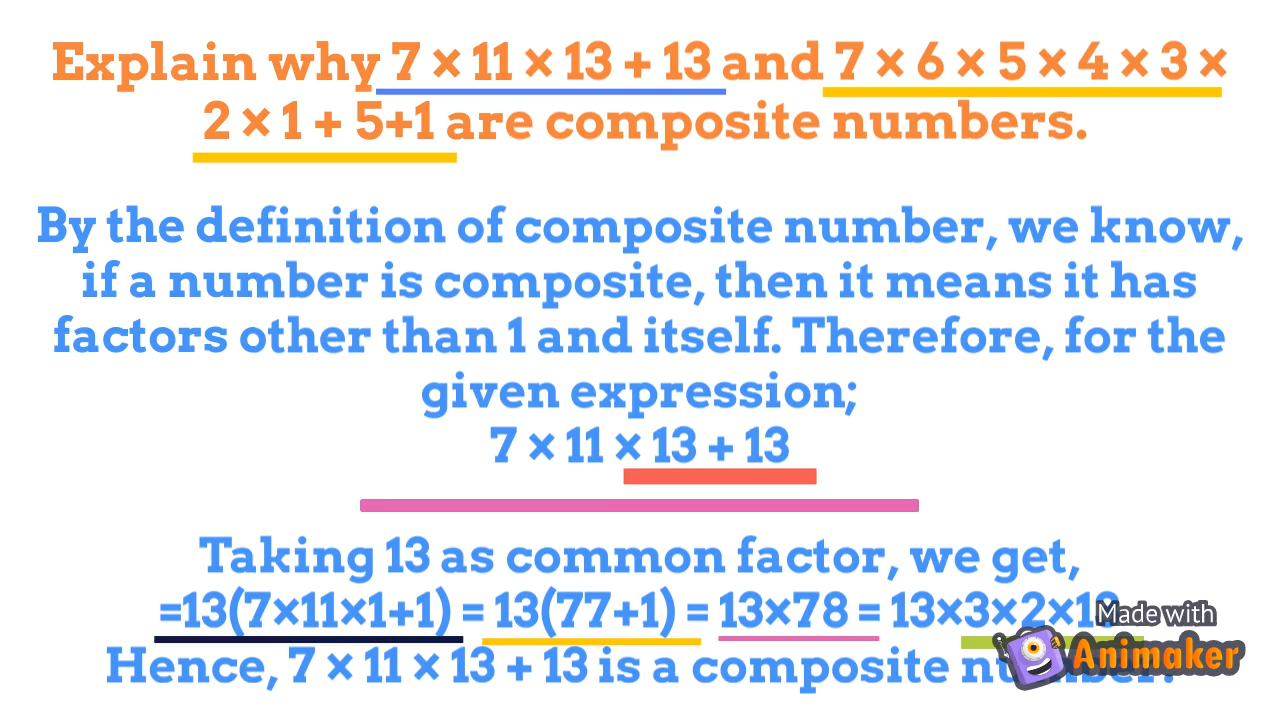 Explain why 7 × 11 × 13 + 13 and 7 × 6 × 5 × 4 × 3 ×
2 × 1 + 5+1 are composite numbers.
By the definition of composite number, we know,
if a number is composite, then it means it has
factors other than 1 and itself. Therefore, for the
given expression;
7 × 11 × 13 + 13
Taking 13 as common factor, we get,
=13(7×11×1+1) = 13(77+1) = 13×78 = 13×3×2×
Hence, 7 × 11 × 13 + 13 is a composite
Made with
Animaker